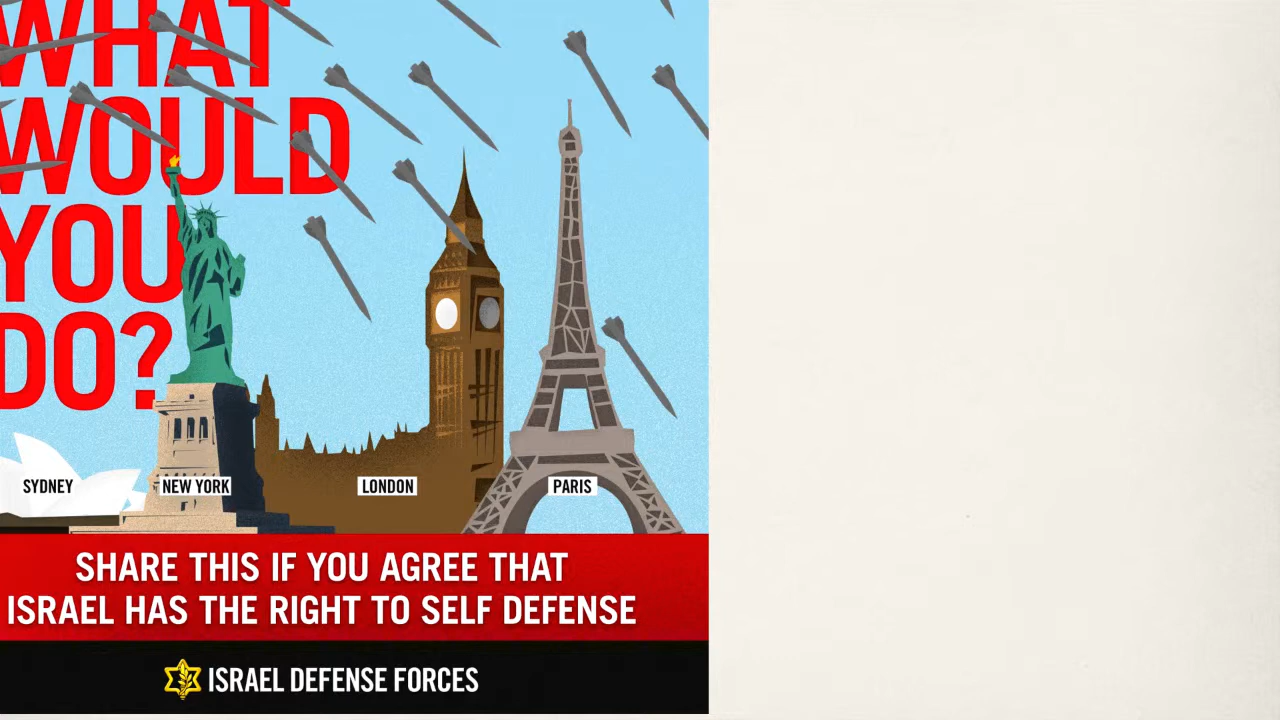 WHAT
WOULD
YOU
DO?
SYDNEY
NEW YORK
LONDON
PARIS
SHARE THIS IF YOU AGREE THAT
ISRAEL HAS THE RIGHT TO SELF DEFENSE
ISRAEL DEFENSE FORCES